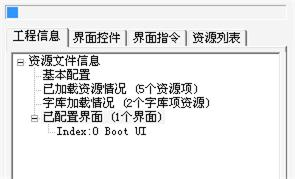 工程信息 界面控件 界面指令 资源列表
资源文件信息
基本配置
已加载资源情况 (5个资源项)
字库加载情况 (2个字库项资源)
已配置界面 (1个界面)
Index:0 Boot UI